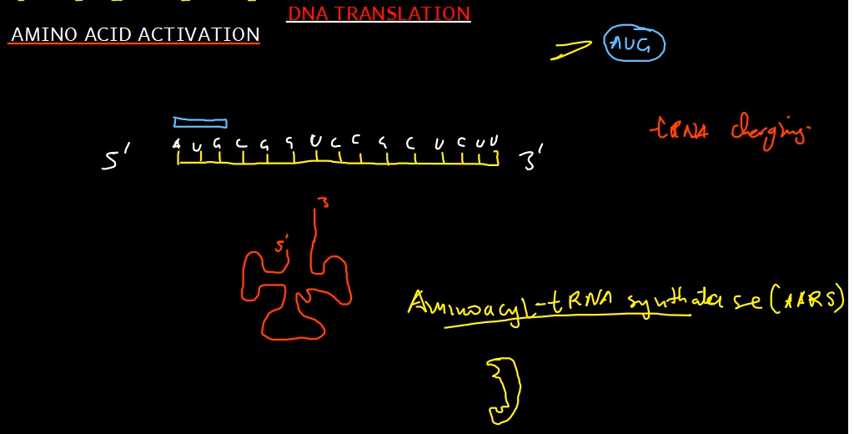 DNA TRANSLATION
AMINO ACID ACTIVATION
AUG
tRNA charging.
A U G C G G U C C G C U C U U
5' 3'
3
5'
Aminoacyl-tRNA synthatase (AARS)